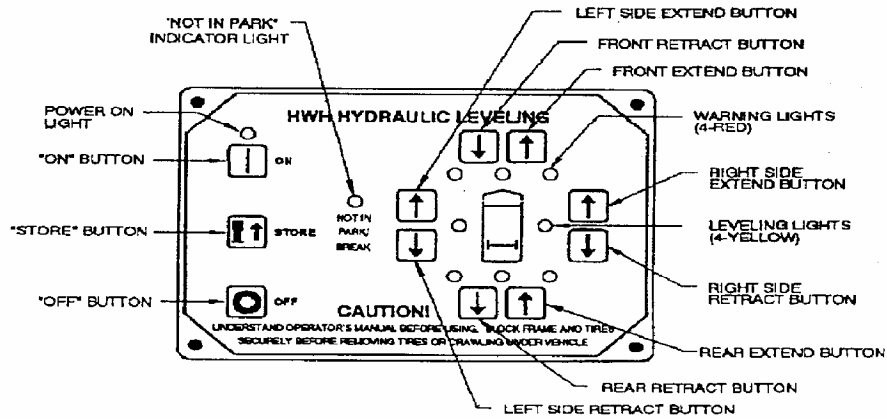 "NOT IN PARK"
INDICATOR LIGHT
LEFT SIDE EXTEND BUTTON
FRONT RETRACT BUTTON
FRONT EXTEND BUTTON
POWER ON
LIGHT
HWH HYDRAULIC LEVELING
WARNING LIGHTS
(4-RED)
"ON" BUTTON
ON
RIGHT SIDE
EXTEND BUTTON
"STORE" BUTTON
STORE
NOT IN
PARK/
BREAK
LEVELING LIGHTS
(4-YELLOW)
RIGHT SIDE
RETRACT BUTTON
"OFF" BUTTON
OFF
CAUTION!
UNDERSTAND OPERATOR'S MANUAL BEFORE USING. BLOCK FRAME AND TIRES
SECURELY BEFORE REMOVING TIRES OR CRAWLING UNDER VEHICLE
REAR EXTEND BUTTON
REAR RETRACT BUTTON
LEFT SIDE RETRACT BUTTON